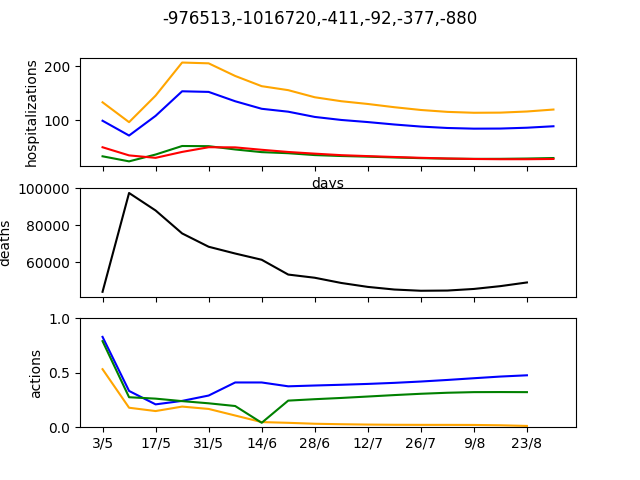 -976513,-1016720,-411,-92,-377,-880
200
100
hospitalizations
days
100000
80000
60000
deaths
1.0
0.5
0.0
actions
3/5 17/5 31/5 14/6 28/6 12/7 26/7 9/8 23/8